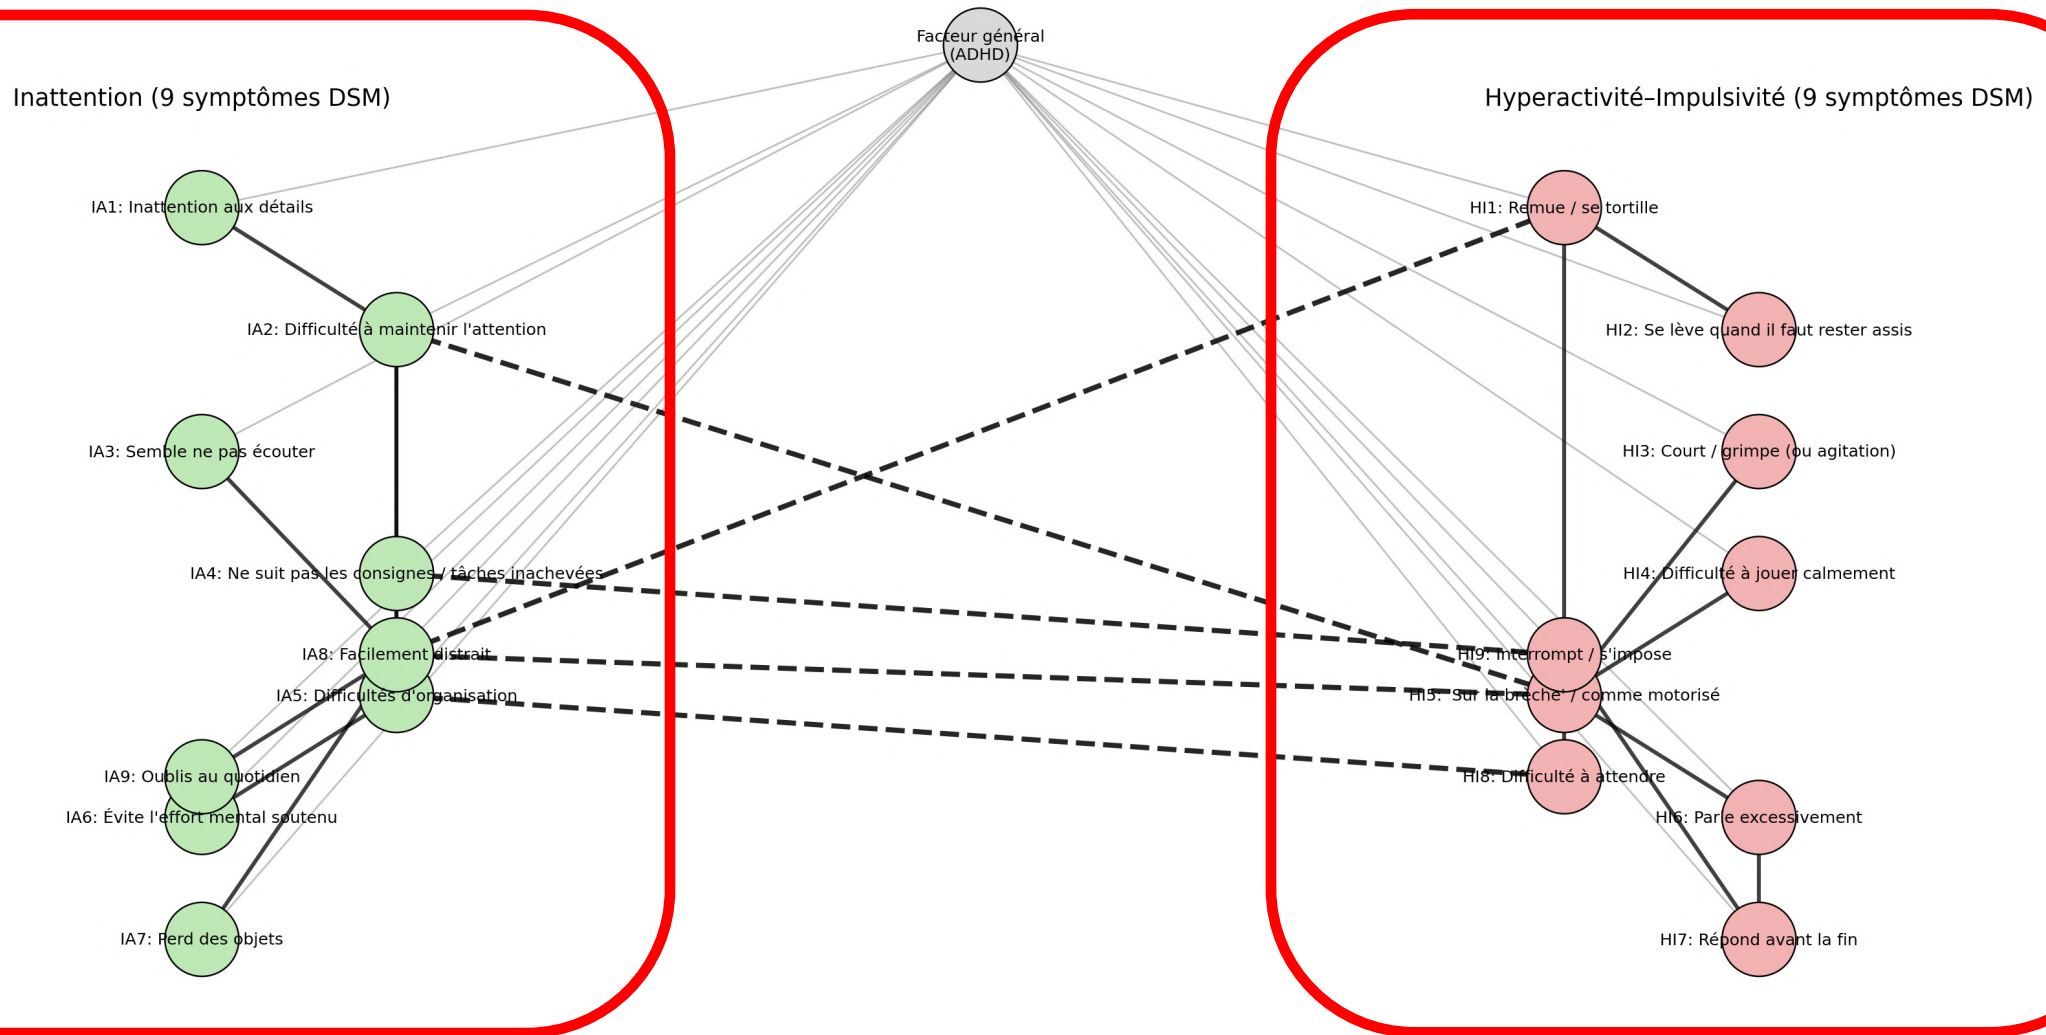 Facteur général
(ADHD)
Inattention (9 symptômes DSM)
Hyperactivité–Impulsivité (9 symptômes DSM)
IA1: Inattention aux détails
HI1: Remue / se tortille
IA2: Difficulté à maintenir l'attention
HI2: Se lève quand il faut rester assis
IA3: Semble ne pas écouter
HI3: Court / grimpe (ou agitation)
IA4: Ne suit pas les consignes / tâches inachevées
HI4: Difficulté à jouer calmement
IA8: Facilement distrait
HI9: Interrompt / s'impose
IA5: Difficultés d'organisation
HI5: 'Sur la brèche' / comme motorisé
IA9: Oublis au quotidien
HI8: Difficulté à attendre
IA6: Évite l'effort mental soutenu
HI6: Parle excessivement
IA7: Perd des objets
HI7: Répond avant la fin